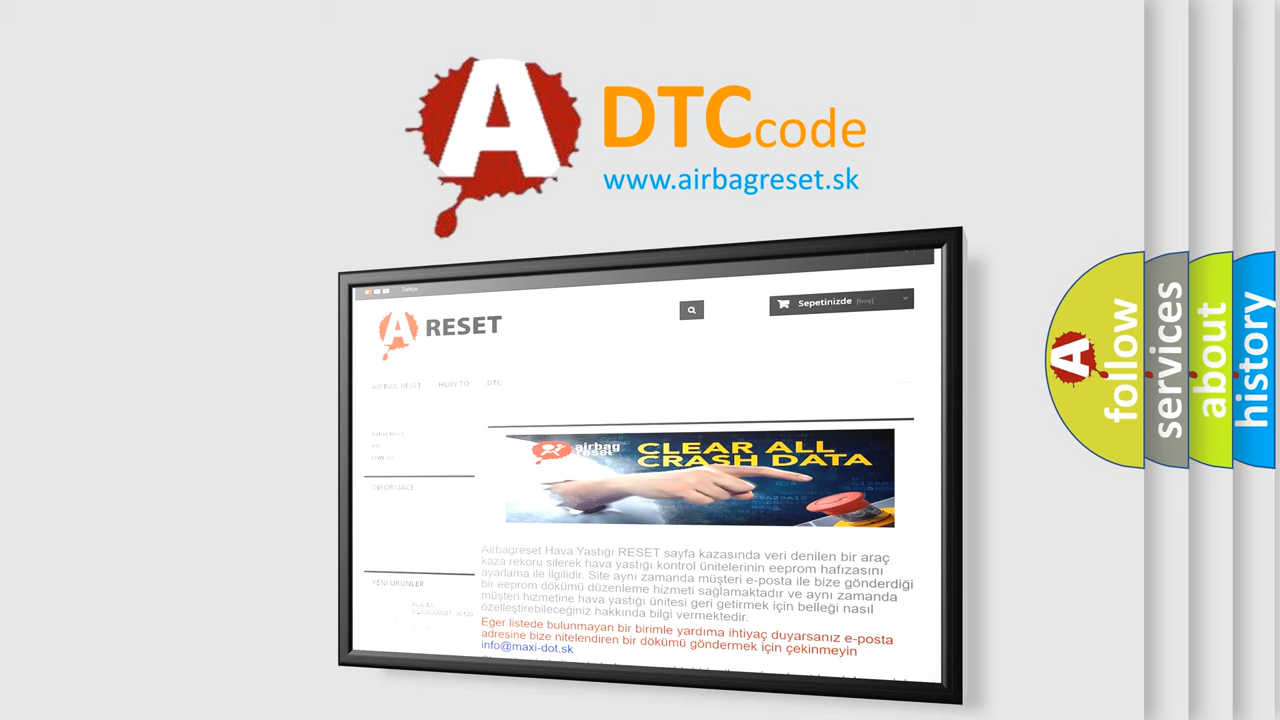 A DTCcode
www.airbagreset.sk
Türkçe
A RESET
Sepetinizde [boş]
AIRBAG RESET HOW TO DTC
INFORMACE
airbag
reset
CLEAR ALL
CRASH DATA
Airbagreset Hava Yastığı RESET sayfa kazasında veri denilen bir araç
kaza rekoru silerek hava yastığı kontrol ünitelerinin eeprom hafızasını
ayarlama ile ilgilidir. Site aynı zamanda müşteri e-posta ile bize gönderdiği
bir eeprom dökümü düzenleme hizmeti sağlamaktadır ve aynı zamanda
müşteri hizmetine hava yastığı ünitesi geri getirmek için belleği nasıl
özelleştirebileceğiniz hakkında bilgi vermektedir.
Eğer listede bulunmayan bir birimle yardıma ihtiyaç duyarsanız e-posta
adresine bize nitelendiren bir dökümü göndermek için çekinmeyin
info@maxi-dot.sk
YENİ ÜRÜNLER
A follow
services
about
history